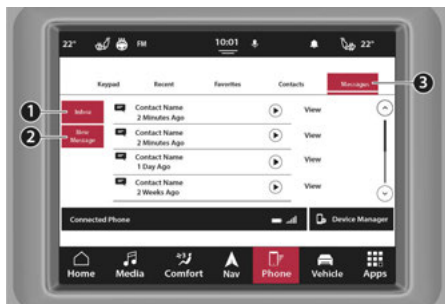 22° FM 10:01 22°
Keypad Recent Favorites Contacts Messages
3
1
Inbox
Contact Name
2 Minutes Ago
View
2
New
Message
Contact Name
2 Minutes Ago
View
Contact Name
1 Day Ago
View
Contact Name
2 Weeks Ago
View
Connected Phone
Device Manager
Home Media Comfort Nav Phone Vehicle Apps